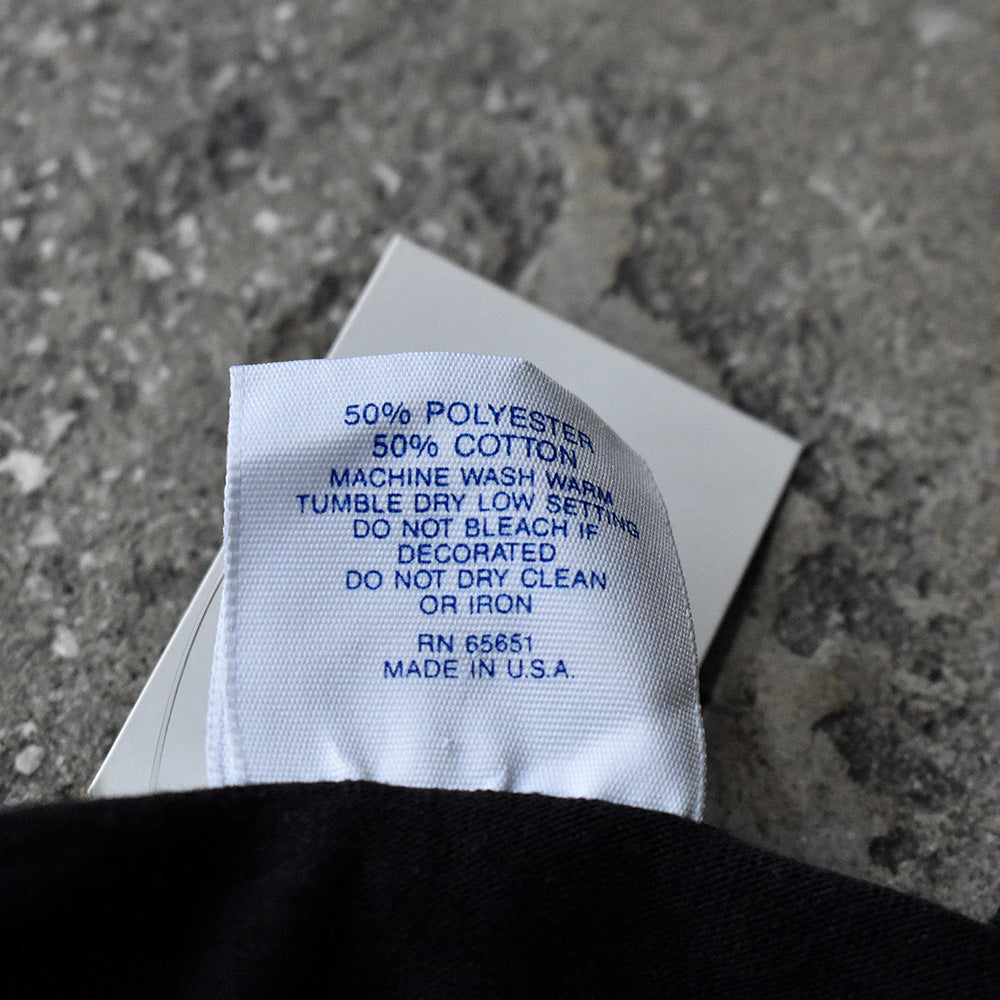 50% POLYESTER
50% COTTON
MACHINE WASH WARM
TUMBLE DRY LOW SETTING
DO NOT BLEACH IF
DECORATED
DO NOT DRY CLEAN
OR IRON
RN 65651
MADE IN U.S.A.